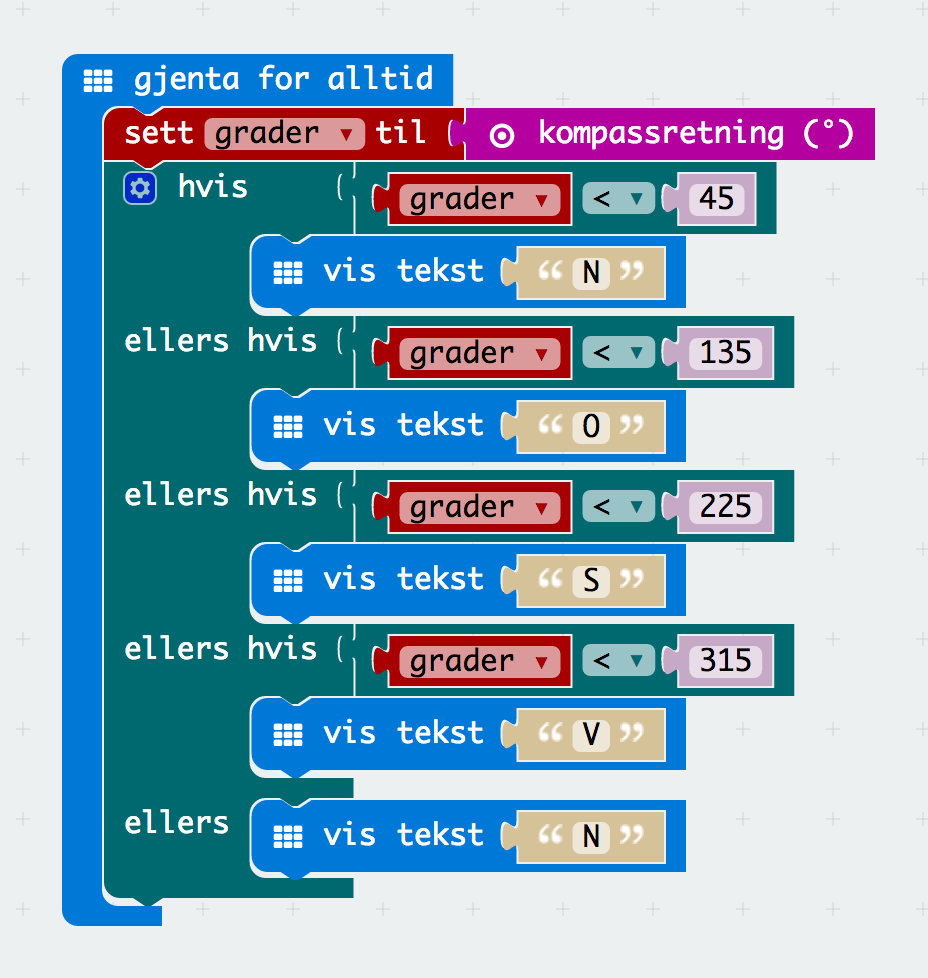 gjenta for alltid
sett grader ▾ til kompassretning (°)
hvis grader ▾ < ▾ 45
vis tekst “ N ”
ellers hvis grader ▾ < ▾ 135
vis tekst “ O ”
ellers hvis grader ▾ < ▾ 225
vis tekst “ S ”
ellers hvis grader ▾ < ▾ 315
vis tekst “ V ”
ellers vis tekst “ N ”